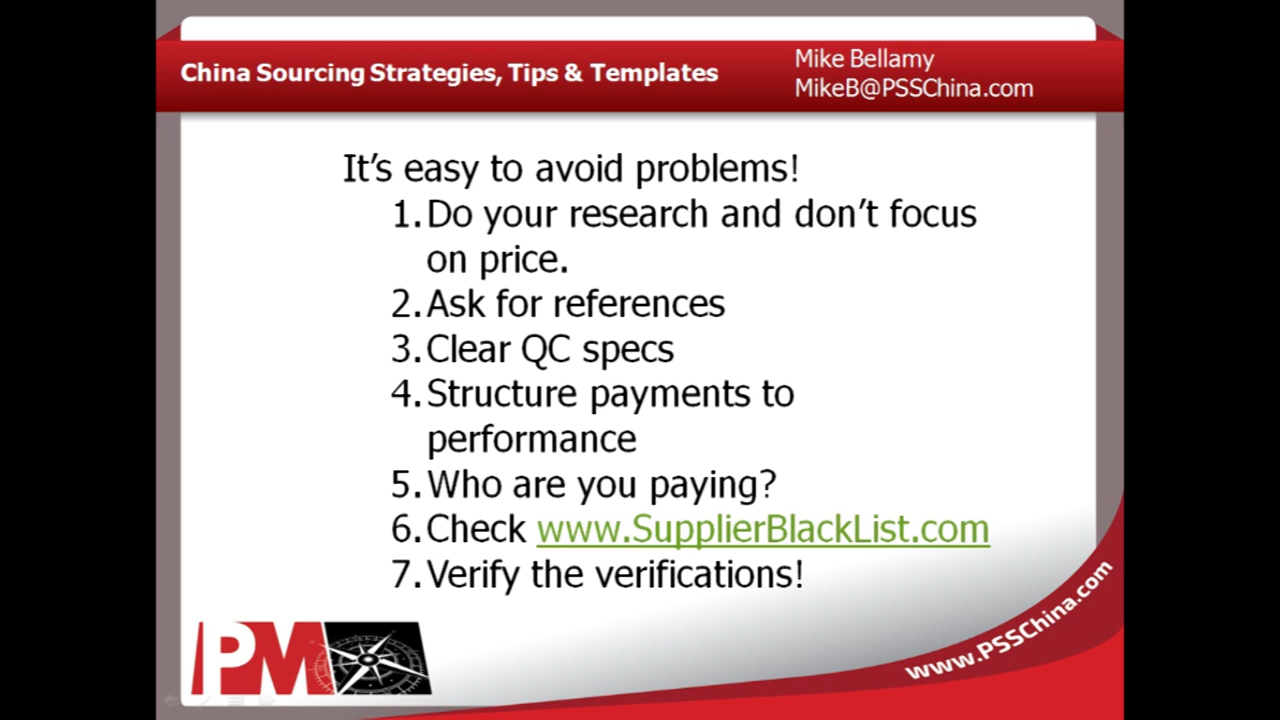 China Sourcing Strategies, Tips & Templates
Mike Bellamy
MikeB@PSSChina.com
It's easy to avoid problems!
1.Do your research and don't focus
on price.
2.Ask for references
3.Clear QC specs
4.Structure payments to
performance
5.Who are you paying?
6.Check www.SupplierBlackList.com
7.Verify the verifications!
PM
www.PSSChina.com